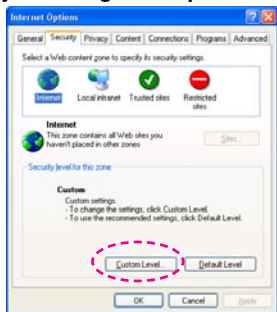 Internet Options
General Security Privacy Content Connections Programs Advanced
Select a Web content zone to specify its security settings.
Internet Local intranet Trusted sites Restricted
sites
Internet
This zone contains all Web sites you
haven't placed in other zones
Sites...
Security level for this zone
Custom
Custom settings.
- To change the settings, click Custom Level.
- To use the recommended settings, click Default Level.
Custom Level... Default Level
OK Cancel Apply